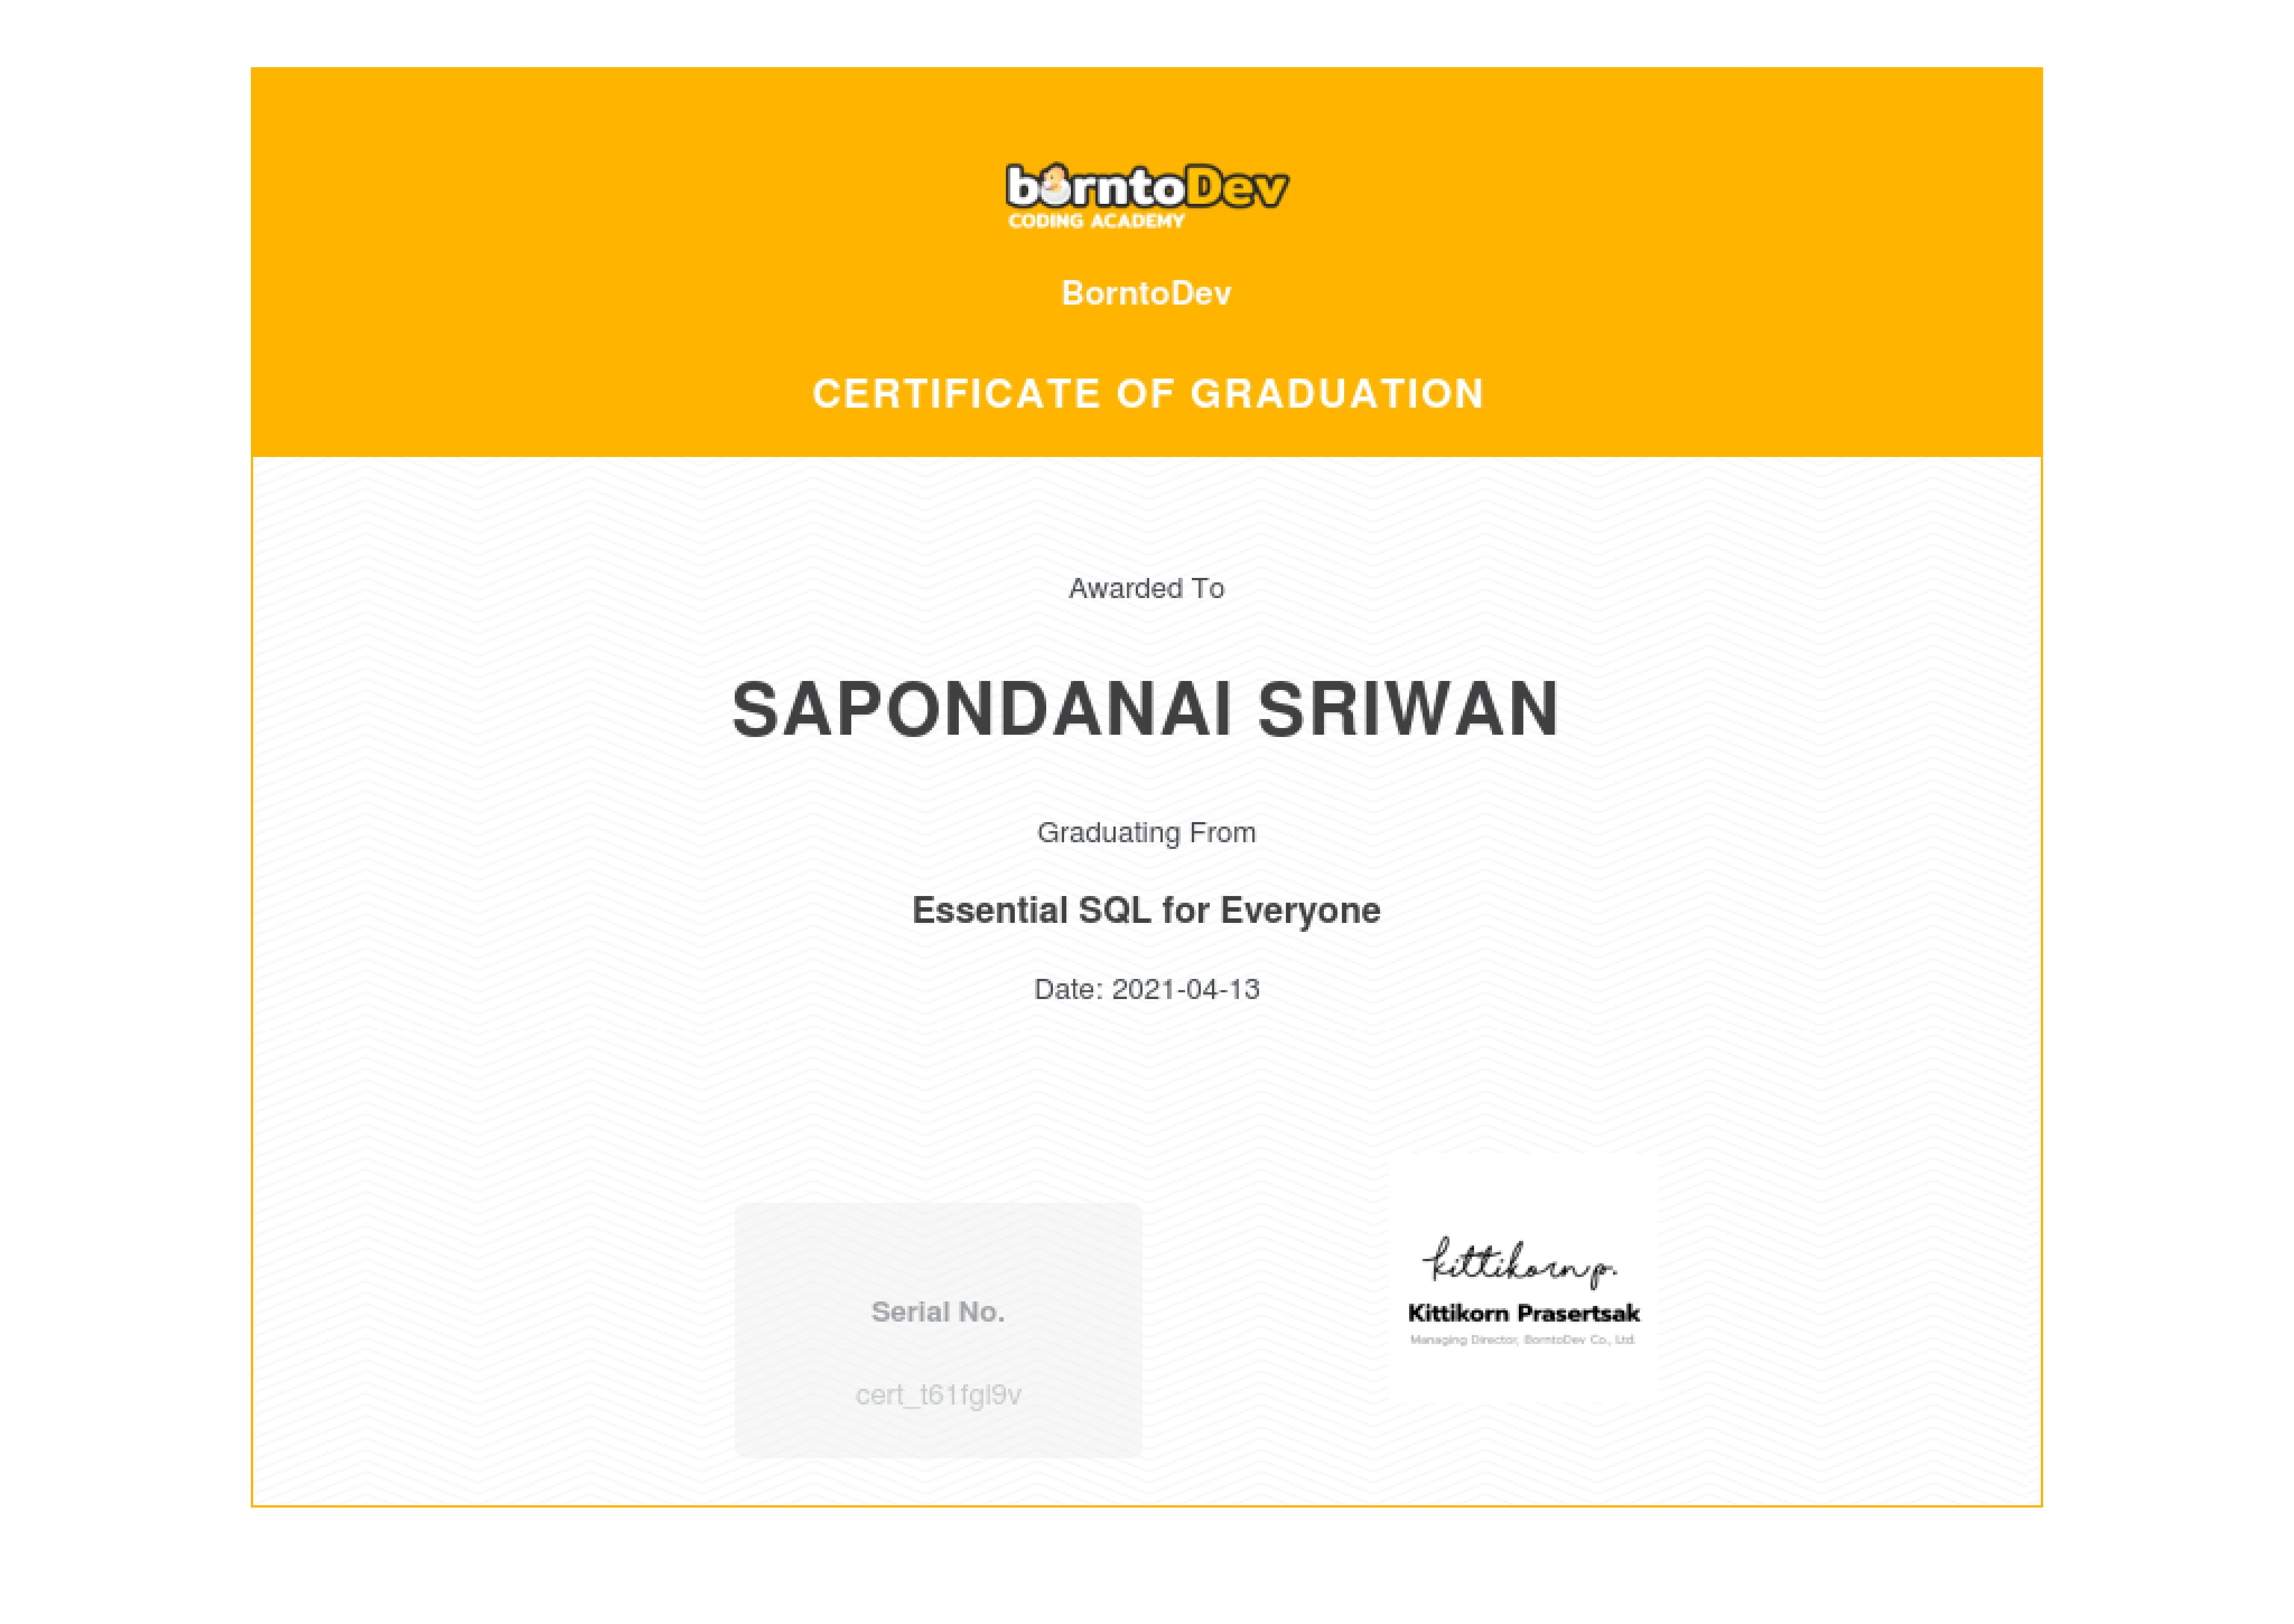 borntoDev
CODING ACADEMY
BorntoDev
CERTIFICATE OF GRADUATION
Awarded To
SAPONDANAI SRIWAN
Graduating From
Essential SQL for Everyone
Date: 2021-04-13
Serial No.
cert_t61fgl9v
kittikorn p.
Kittikorn Prasertsak
Managing Director, BorntoDev Co., Ltd.